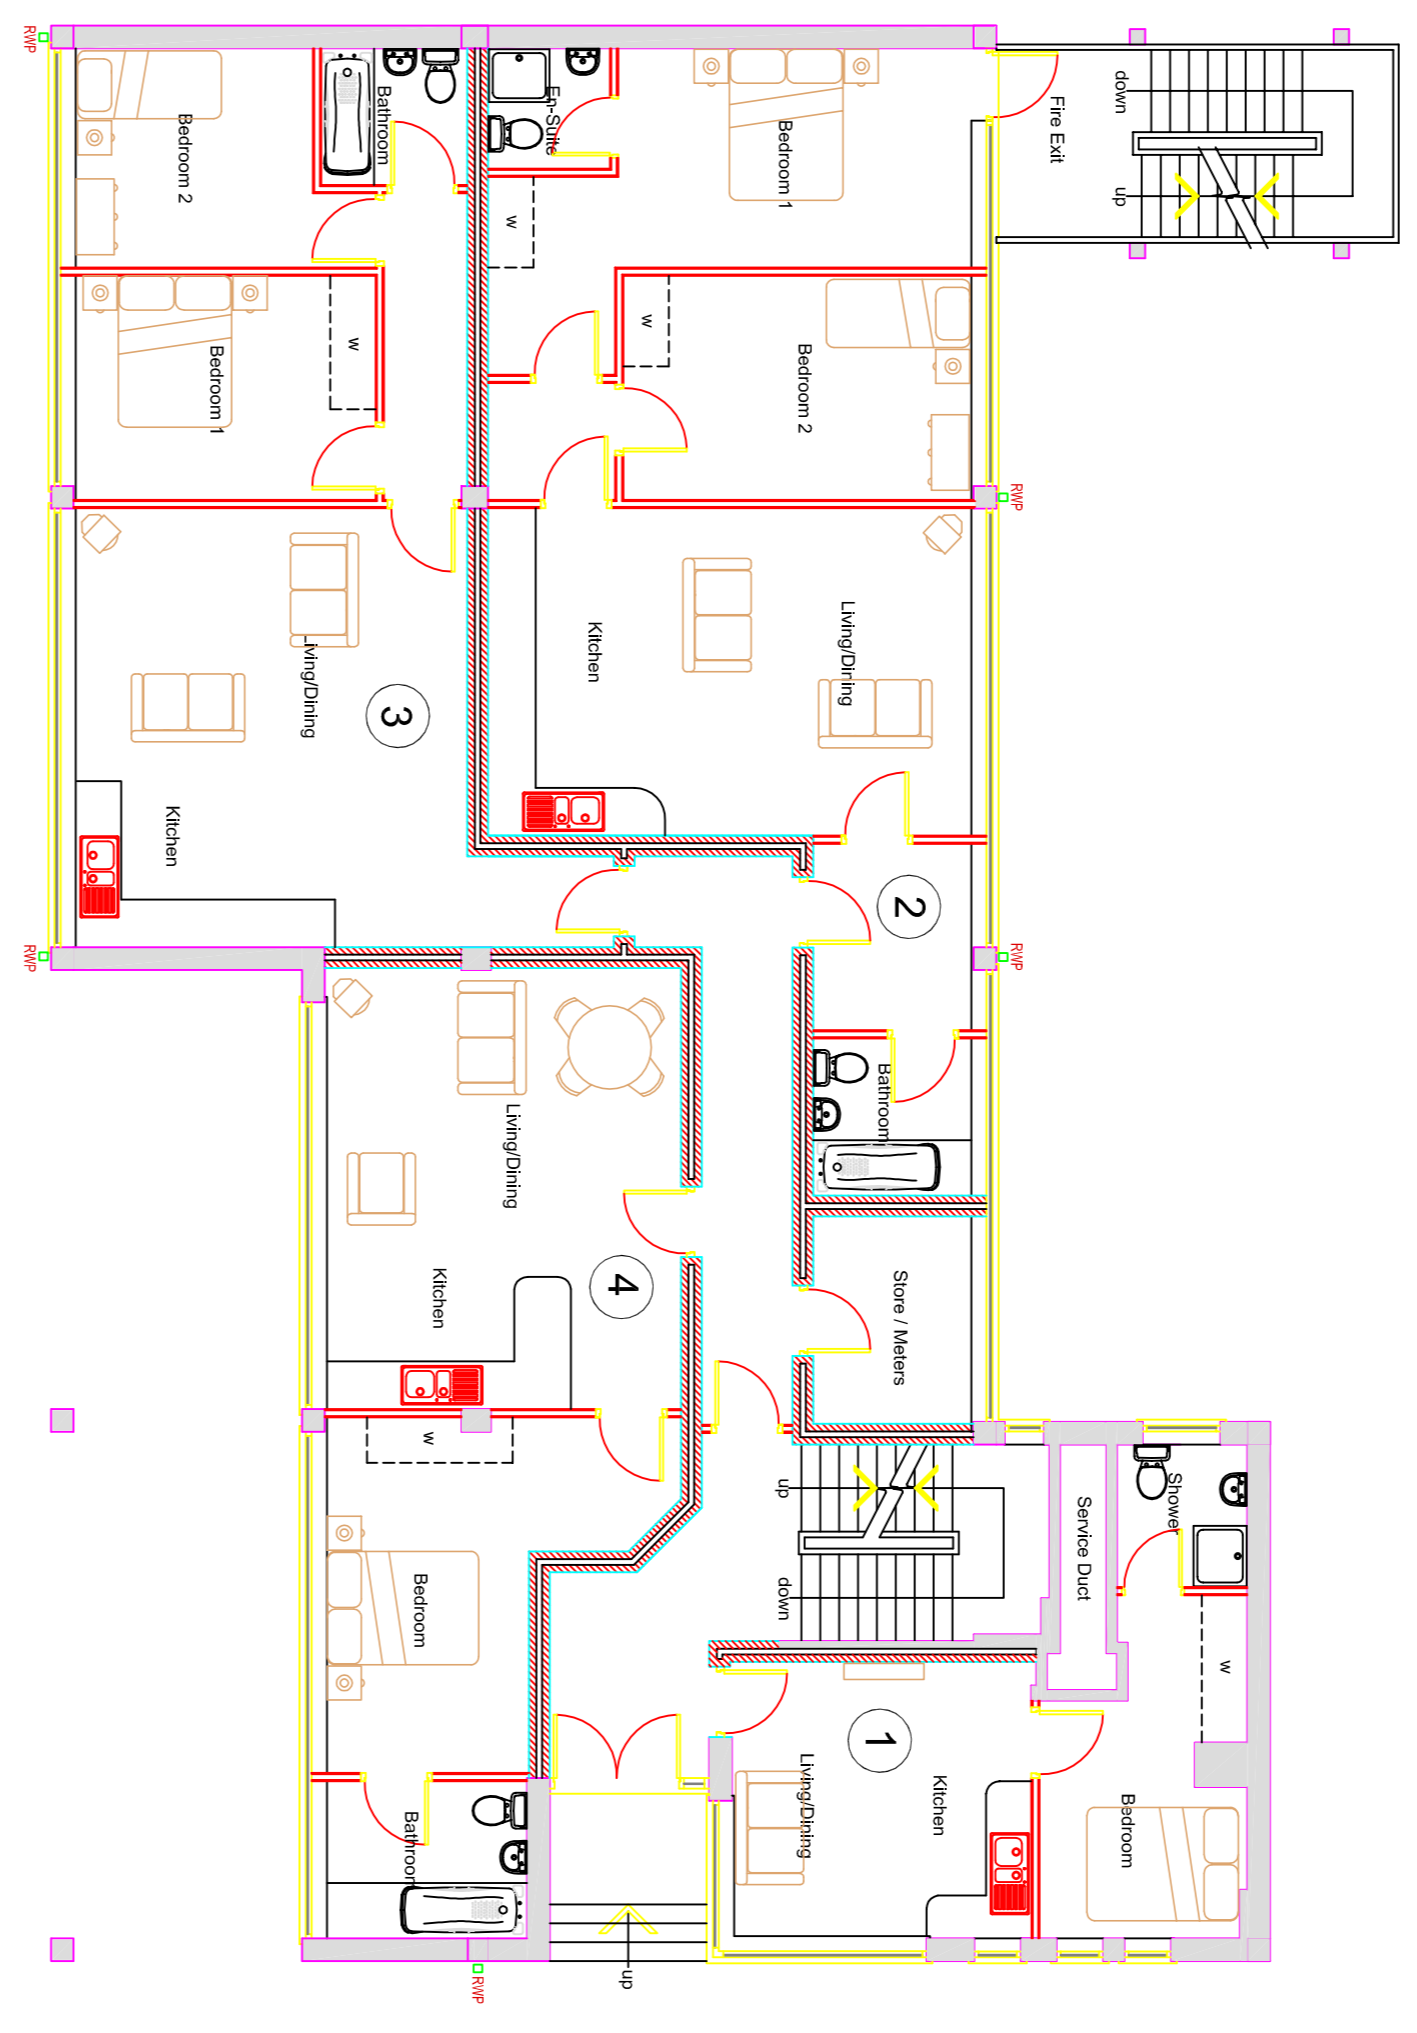 RWP
Bedroom 2
Bathroom
En-Suite
Bedroom 1
Fire Exit
down
up
W
Bedroom 1
W
W
Bedroom 2
RWP
Living/Dining
3
Kitchen
Kitchen
Living/Dining
2
RWP
RWP
Living/Dining
Kitchen
4
Bathroom
Store / Meters
W
Bedroom
Bathroom
up
down
Service Duct
Shower
W
1
Living/Dining
Kitchen
Bedroom
up
RWP